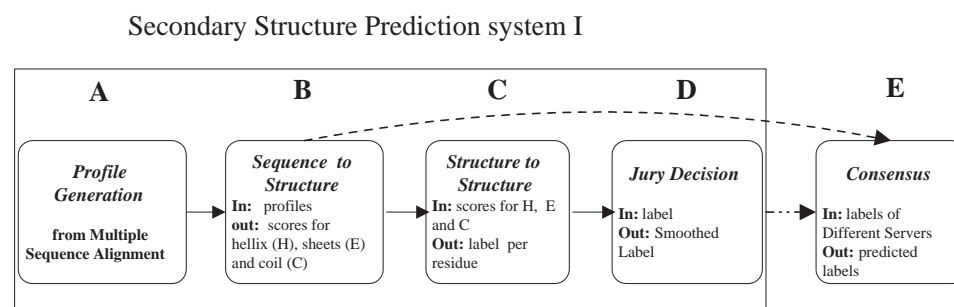 Secondary Structure Prediction system I
A
B
C
D
E
Profile
Generation
from Multiple
Sequence Alignment
Sequence to
Structure
In: profiles
out: scores for
hellix (H), sheets (E)
and coil (C)
Structure to
Structure
In: scores for H, E
and C
Out: label per
residue
Jury Decision
In: label
Out: Smoothed
Label
Consensus
In: labels of
Different Servers
Out: predicted
labels